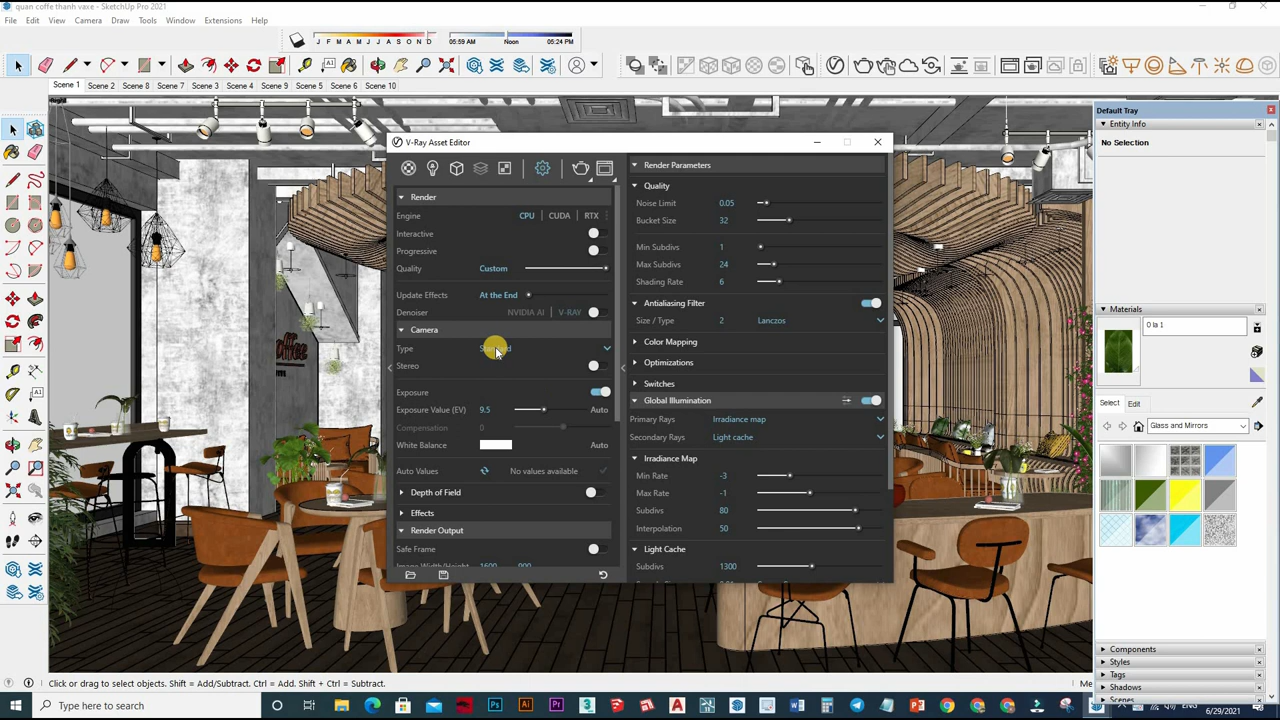 quan coffe thanh vaxe - SketchUp Pro 2021
File Edit View Camera Draw Tools Window Extensions Help
J F M A M J J A S O N D 05:59 AM Noon 05:24 PM
Scene 1 Scene 2 Scene 8 Scene 7 Scene 3 Scene 4 Scene 9 Scene 5 Scene 6 Scene 10
Default Tray
Entity Info
No Selection
V-Ray Asset Editor
Render
Engine CPU CUDA RTX
Interactive
Progressive
Quality Custom
Update Effects At the End
Denoiser NVIDIA AI V-RAY
Camera
Type
Stereo
Exposure
Exposure Value (EV) 9.5 Auto
Compensation 0
White Balance Auto
Auto Values No values available
Depth of Field
Effects
Render Output
Safe Frame
Image Width/Height 1600 900
Render Parameters
Quality
Noise Limit 0.05
Bucket Size 32
Min Subdivs 1
Max Subdivs 24
Shading Rate 6
Antialiasing Filter
Size / Type 2 Lanczos
Color Mapping
Optimizations
Switches
Global Illumination
Primary Rays Irradiance map
Secondary Rays Light cache
Irradiance Map
Min Rate -3
Max Rate -1
Subdivs 80
Interpolation 50
Light Cache
Subdivs 1300
Materials
0 la 1
Select Edit
Glass and Mirrors
Components
Styles
Tags
Shadows
Scenes
Click or drag to select objects. Shift = Add/Subtract. Ctrl = Add. Shift + Ctrl = Subtract.
Type here to search
ENG
6/29/2021